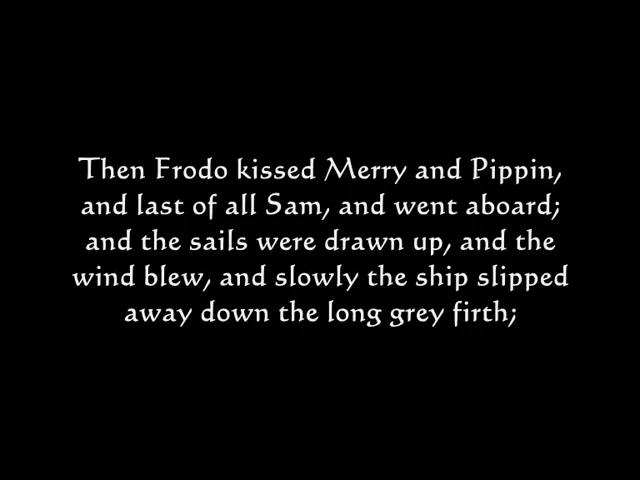 Then Frodo kissed Merry and Pippin,
and last of all Sam, and went aboard;
and the sails were drawn up, and the
wind blew, and slowly the ship slipped
away down the long grey firth;